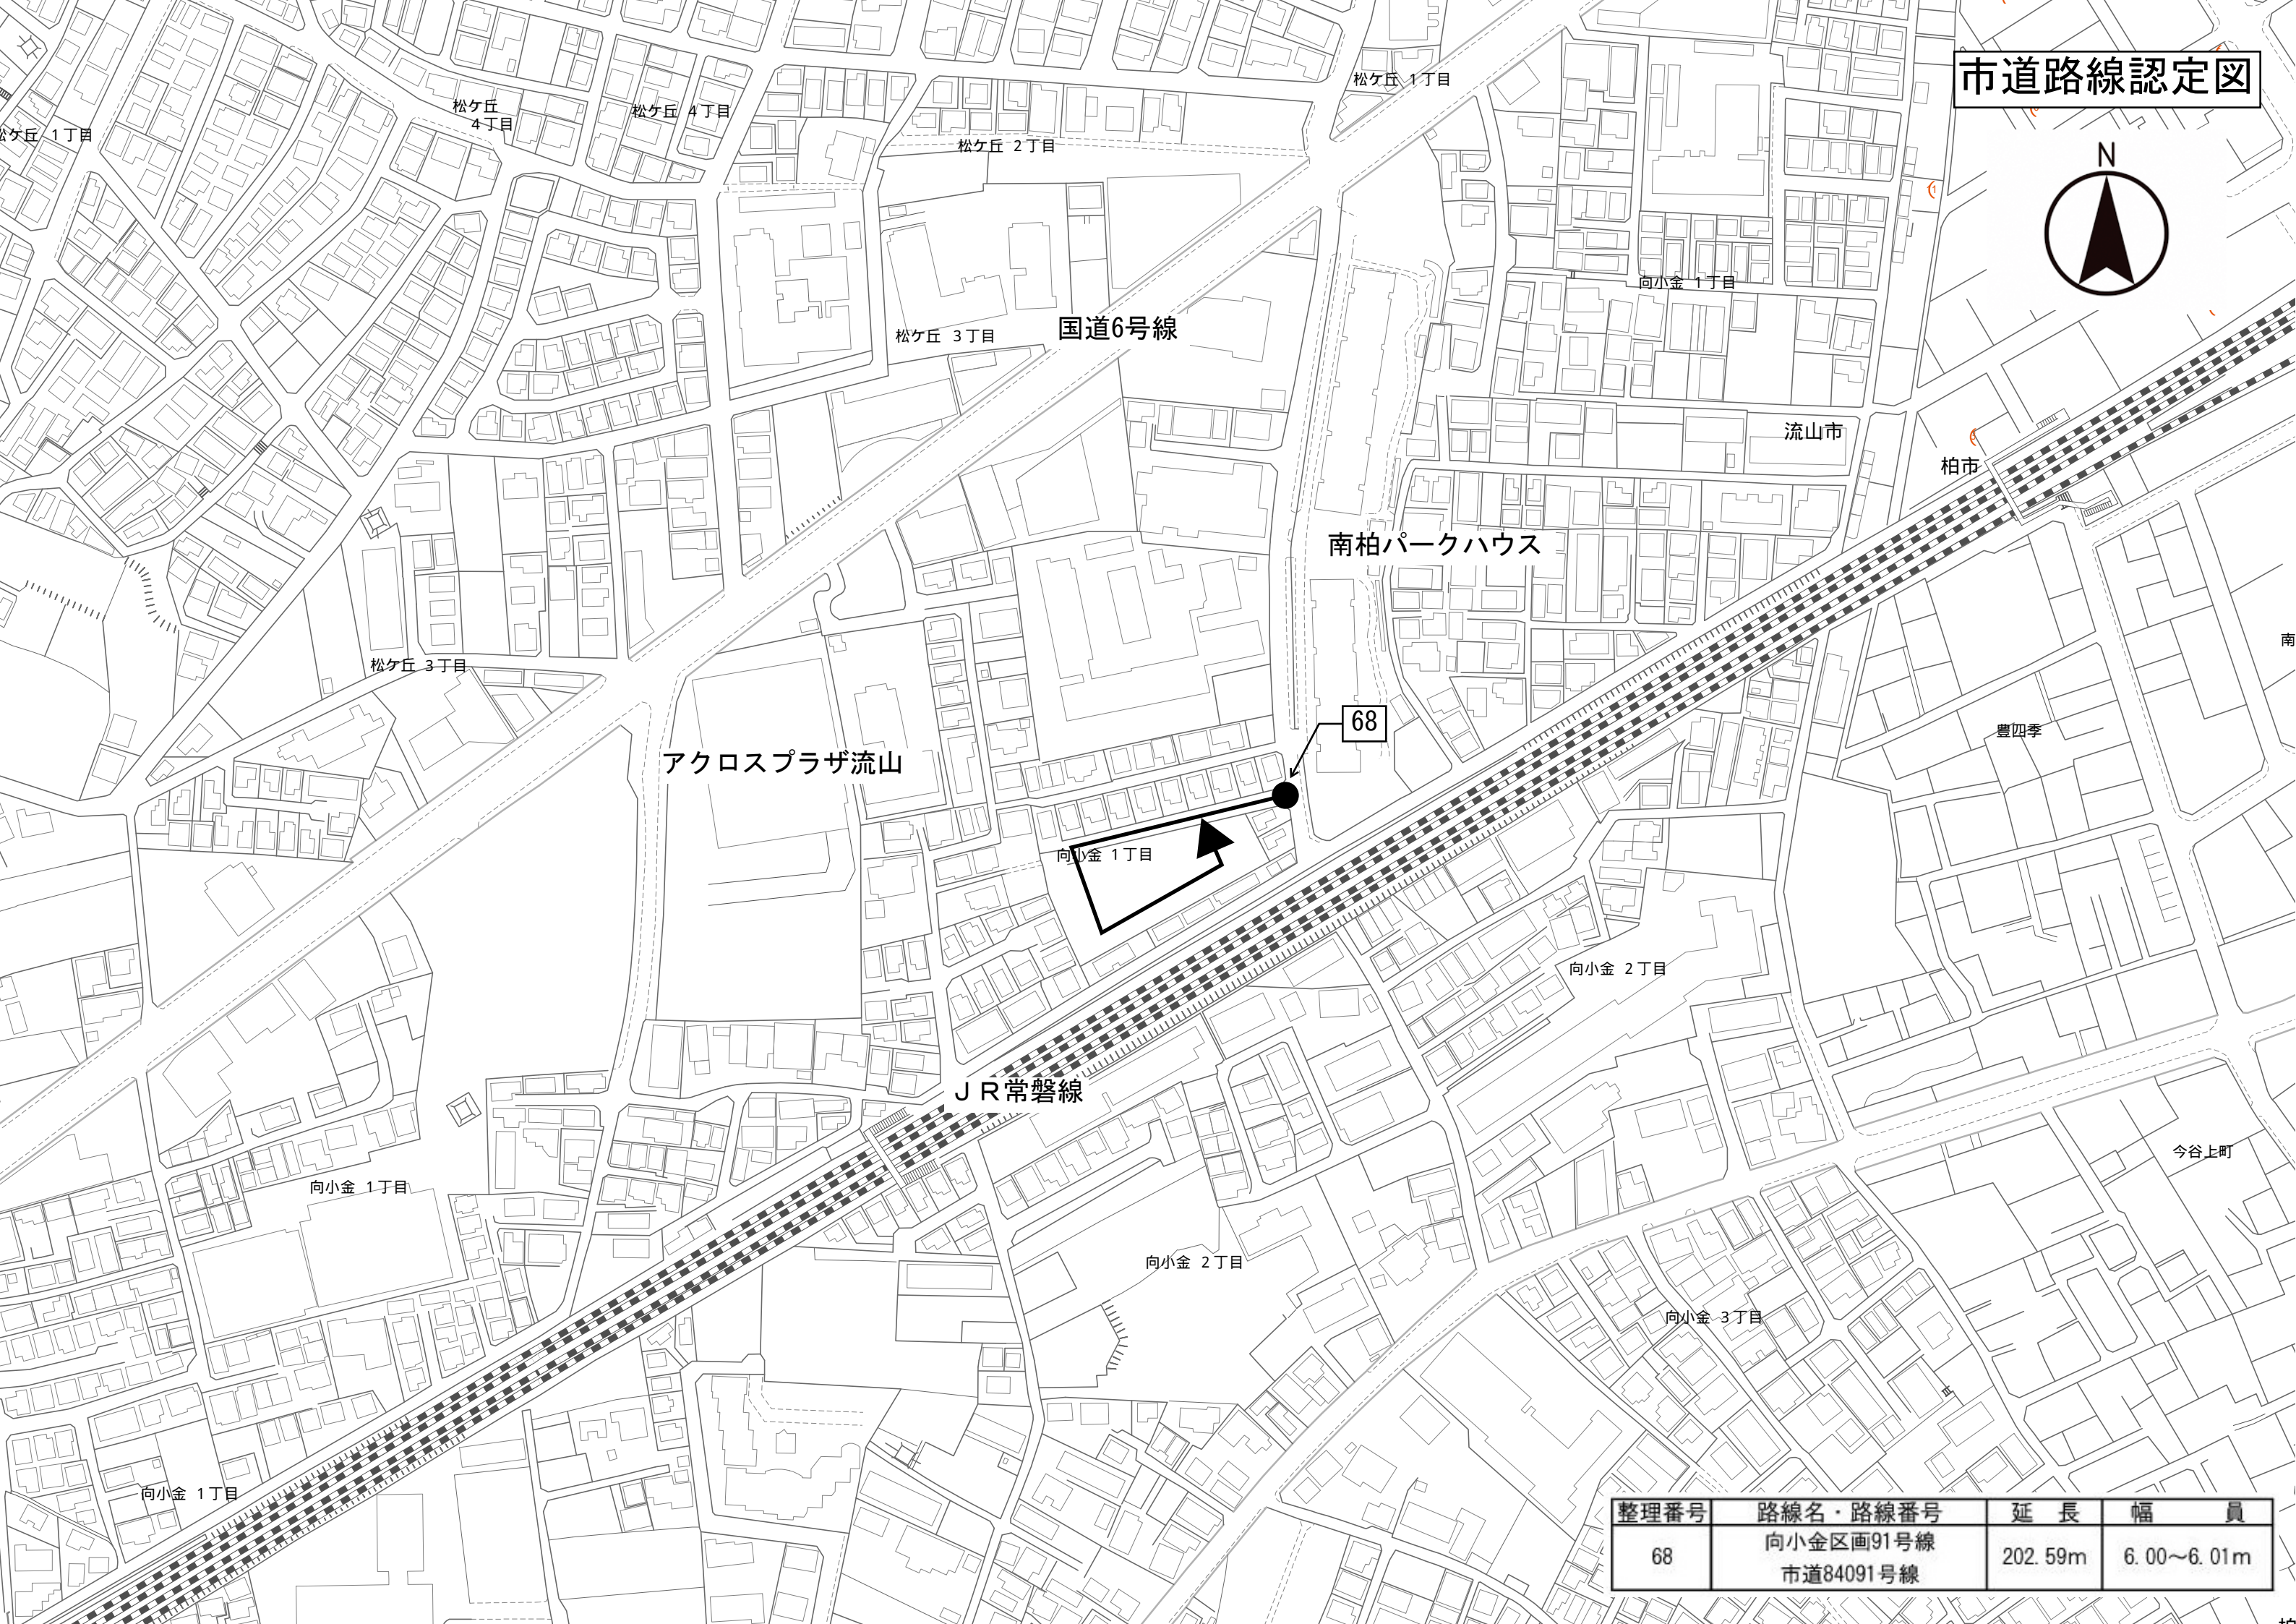 市道路線認定図
N
松ケ丘 1丁目
松ケ丘
4丁目
松ケ丘 4丁目
松ケ丘 1丁目
松ケ丘 2丁目
向小金 1丁目
国道6号線
松ケ丘 3丁目
流山市
柏市
南柏パークハウス
南
松ケ丘 3丁目
68
豊四季
アクロスプラザ流山
向小金 1丁目
向小金 2丁目
JR常磐線
今谷上町
向小金 1丁目
向小金 2丁目
向小金 3丁目
向小金 1丁目
整理番号 路線名・路線番号 延長 幅員
68 向小金区画91号線 202.59m 6.00～6.01m
市道84091号線